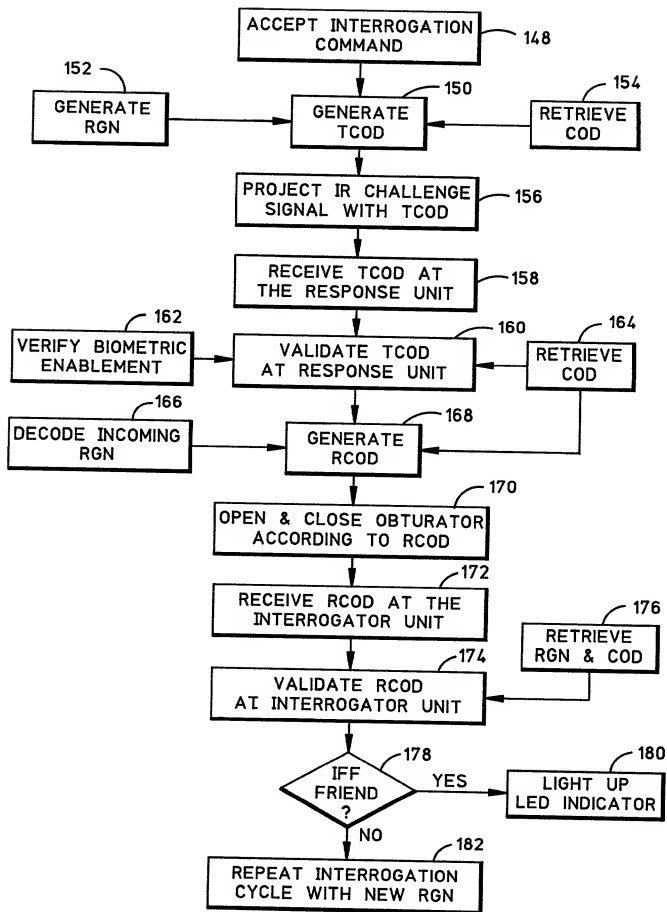 ACCEPT INTERROGATION
COMMAND
148
152
GENERATE
RGN
150
GENERATE
TCOD
154
RETRIEVE
COD
PROJECT IR CHALLENGE
SIGNAL WITH TCOD
156
RECEIVE TCOD AT
THE RESPONSE UNIT
158
162
VERIFY BIOMETRIC
ENABLEMENT
160
VALIDATE TCOD
AT RESPONSE UNIT
164
RETRIEVE
COD
166
DECODE INCOMING
RGN
168
GENERATE
RCOD
170
OPEN & CLOSE OBTURATOR
ACCORDING TO RCOD
172
RECEIVE RCOD AT THE
INTERROGATOR UNIT
176
RETRIEVE
RGN & COD
174
VALIDATE RCOD
AT INTERROGATOR UNIT
178
IFF
FRIEND
?
YES
NO
180
LIGHT UP
LED INDICATOR
182
REPEAT INTERROGATION
CYCLE WITH NEW RGN